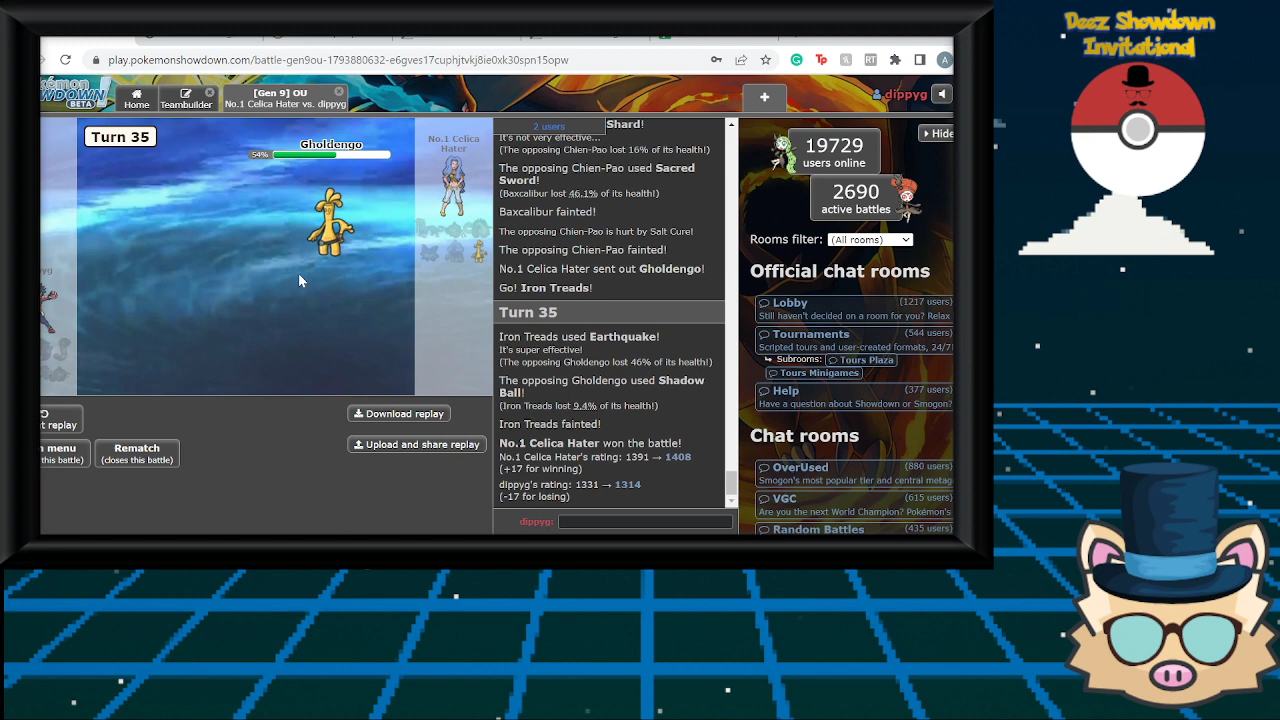 Deez Showdown
Invitational
play.pokemonshowdown.com/battle-gen9ou-
émon
OWDOWN
BETA
Home
Teambuilder
[Gen 9] OU
No.1 Celica Hater vs. dippyg
+
dippyg
Turn 35
Gholdengo
54%
No.1 Celica
Hater
yg
2 users
Shard!
It's not very effective...
(The opposing Chien-Pao lost 16% of its health!)
The opposing Chien-Pao used Sacred
Sword!
(Baxcalibur lost 46.1% of its health!)
Baxcalibur fainted!
The opposing Chien-Pao is hurt by Salt Cure!
The opposing Chien-Pao fainted!
No.1 Celica Hater sent out Gholdengo!
Go! Iron Treads!
Turn 35
Iron Treads used Earthquake!
It's super effective!
(The opposing Gholdengo lost 46% of its health!)
The opposing Gholdengo used Shadow
Ball!
(Iron Treads lost 9.4% of its health!)
Iron Treads fainted!
No.1 Celica Hater won the battle!
No.1 Celica Hater's rating: 1391 → 1408
(+17 for winning)
dippyg's rating: 1331 → 1314
(-17 for losing)
dippyg:
t replay
Download replay
Upload and share replay
n menu
this battle)
Rematch
(closes this battle)
19729
users online
2690
active battles
Hide
Rooms filter: (All rooms)
Official chat rooms
Lobby (1217 users)
Still haven't decided on a room for you? Relax
Tournaments (544 users)
Scripted tours and user-created formats, 24/7!
Subrooms: Tours Plaza
Tours Minigames
Help (377 users)
Have a question about Showdown or Smogon?
Chat rooms
OverUsed (880 users)
Smogon's most popular tier and central metag
VGC (615 users)
Are you the next World Champion? Pokémon's
Random Battles (435 users)